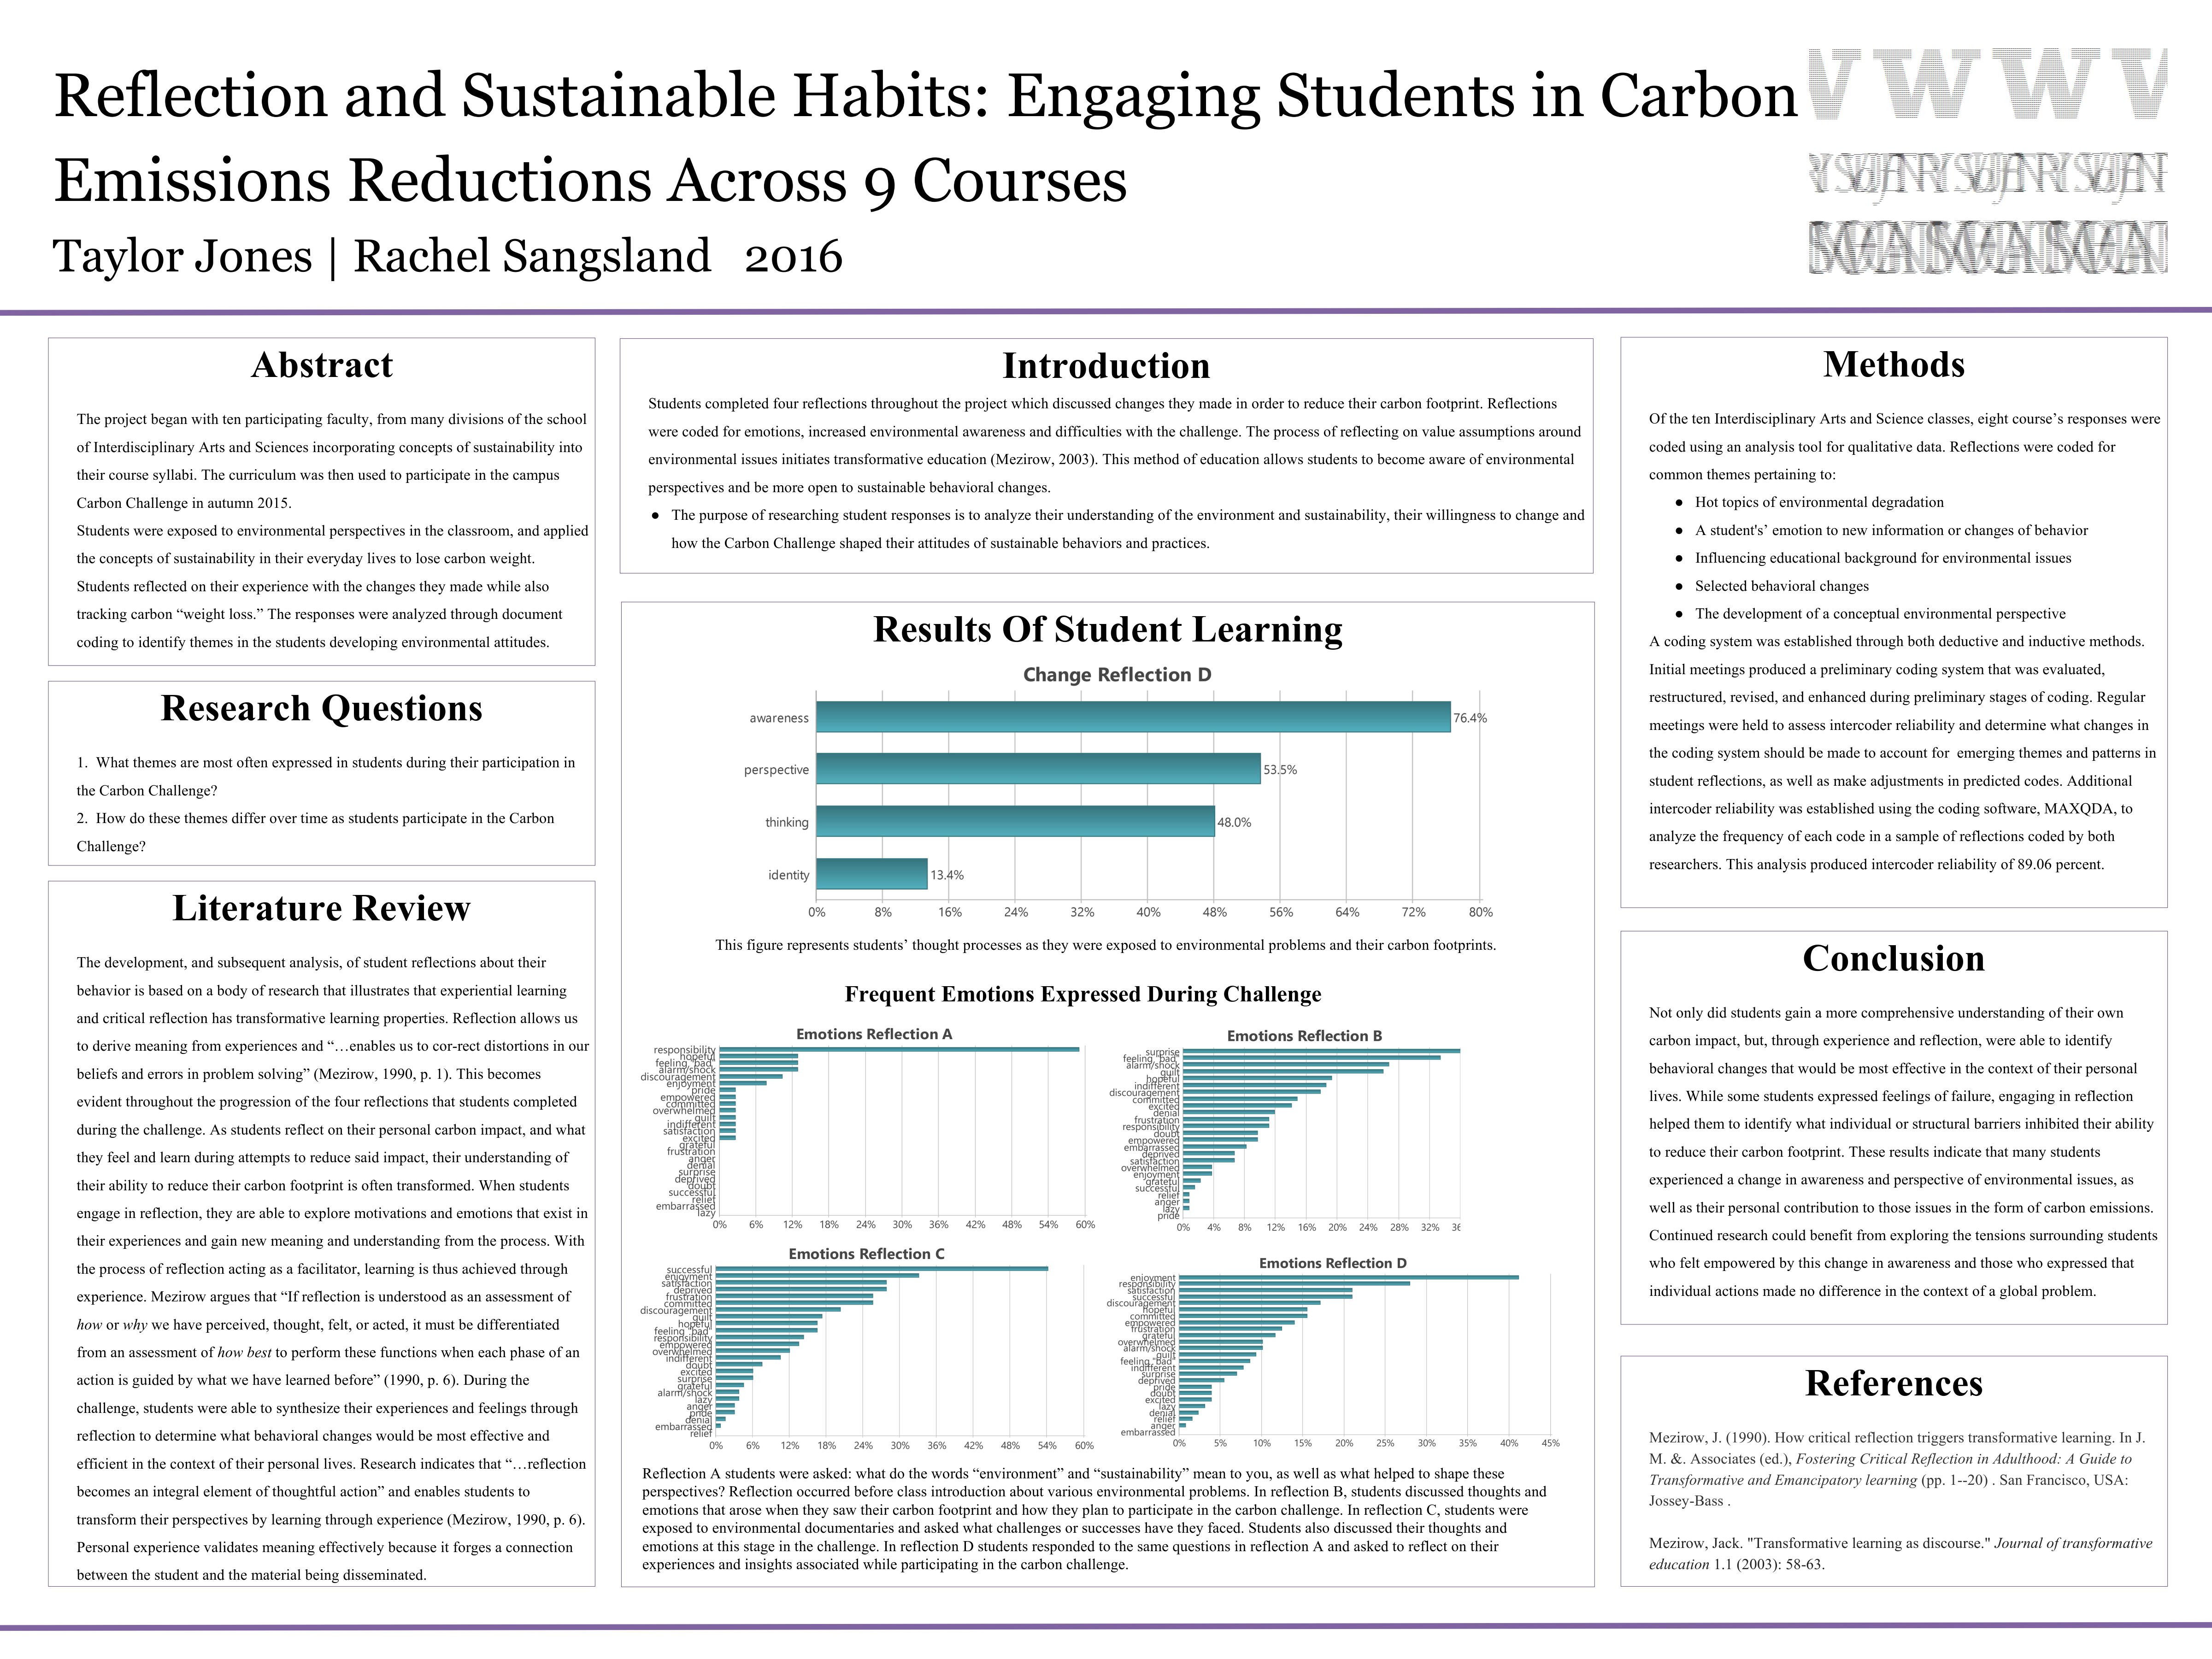 Reflection and Sustainable Habits: Engaging Students in Carbon
Emissions Reductions Across 9 Courses
Taylor Jones | Rachel Sangsland 2016
Abstract
The project began with ten participating faculty, from many divisions of the school
of Interdisciplinary Arts and Sciences incorporating concepts of sustainability into
their course syllabi. The curriculum was then used to participate in the campus
Carbon Challenge in autumn 2015.
Students were exposed to environmental perspectives in the classroom, and applied
the concepts of sustainability in their everyday lives to lose carbon weight.
Students reflected on their experience with the changes they made while also
tracking carbon “weight loss.” The responses were analyzed through document
coding to identify themes in the students developing environmental attitudes.
Research Questions
1. What themes are most often expressed in students during their participation in
the Carbon Challenge?
2. How do these themes differ over time as students participate in the Carbon
Challenge?
Literature Review
The development, and subsequent analysis, of student reflections about their
behavior is based on a body of research that illustrates that experiential learning
and critical reflection has transformative learning properties. Reflection allows us
to derive meaning from experiences and “…enables us to cor-rect distortions in our
beliefs and errors in problem solving” (Mezirow, 1990, p. 1). This becomes
evident throughout the progression of the four reflections that students completed
during the challenge. As students reflect on their personal carbon impact, and what
they feel and learn during attempts to reduce said impact, their understanding of
their ability to reduce their carbon footprint is often transformed. When students
engage in reflection, they are able to explore motivations and emotions that exist in
their experiences and gain new meaning and understanding from the process. With
the process of reflection acting as a facilitator, learning is thus achieved through
experience. Mezirow argues that “If reflection is understood as an assessment of
how or why we have perceived, thought, felt, or acted, it must be differentiated
from an assessment of how best to perform these functions when each phase of an
action is guided by what we have learned before” (1990, p. 6). During the
challenge, students were able to synthesize their experiences and feelings through
reflection to determine what behavioral changes would be most effective and
efficient in the context of their personal lives. Research indicates that “…reflection
becomes an integral element of thoughtful action” and enables students to
transform their perspectives by learning through experience (Mezirow, 1990, p. 6).
Personal experience validates meaning effectively because it forges a connection
between the student and the material being disseminated.
Introduction
Students completed four reflections throughout the project which discussed changes they made in order to reduce their carbon footprint. Reflections
were coded for emotions, increased environmental awareness and difficulties with the challenge. The process of reflecting on value assumptions around
environmental issues initiates transformative education (Mezirow, 2003). This method of education allows students to become aware of environmental
perspectives and be more open to sustainable behavioral changes.
● The purpose of researching student responses is to analyze their understanding of the environment and sustainability, their willingness to change and
how the Carbon Challenge shaped their attitudes of sustainable behaviors and practices.
Results Of Student Learning
Change Reflection D
awareness 76.4%
perspective 53.5%
thinking 48.0%
identity 13.4%
0% 8% 16% 24% 32% 40% 48% 56% 64% 72% 80%
This figure represents students’ thought processes as they were exposed to environmental problems and their carbon footprints.
Frequent Emotions Expressed During Challenge
Emotions Reflection A
responsibility
hopeful
feeling "bad"
alarm/shock
discouragement
enjoyment
pride
empowered
committed
overwhelmed
guilt
indifferent
satisfaction
excited
grateful
frustration
anger
denial
surprise
deprived
doubt
successful
relief
embarrassed
lazy
0% 6% 12% 18% 24% 30% 36% 42% 48% 54% 60%
Emotions Reflection B
surprise
feeling "bad"
alarm/shock
guilt
hopeful
indifferent
discouragement
committed
excited
denial
frustration
responsibility
doubt
empowered
embarrassed
deprived
satisfaction
overwhelmed
enjoyment
grateful
successful
relief
anger
lazy
pride
0% 4% 8% 12% 16% 20% 24% 28% 32%
Emotions Reflection C
successful
enjoyment
satisfaction
deprived
frustration
committed
discouragement
guilt
hopeful
feeling "bad"
responsibility
empowered
overwhelmed
indifferent
doubt
excited
surprise
grateful
alarm/shock
lazy
anger
pride
denial
embarrassed
relief
0% 6% 12% 18% 24% 30% 36% 42% 48% 54% 60%
Emotions Reflection D
enjoyment
responsibility
satisfaction
successful
discouragement
hopeful
committed
empowered
frustration
grateful
overwhelmed
alarm/shock
guilt
feeling "bad"
indifferent
surprise
deprived
pride
doubt
excited
lazy
denial
relief
anger
embarrassed
0% 5% 10% 15% 20% 25% 30% 35% 40% 45%
Reflection A students were asked: what do the words “environment” and “sustainability” mean to you, as well as what helped to shape these
perspectives? Reflection occurred before class introduction about various environmental problems. In reflection B, students discussed thoughts and
emotions that arose when they saw their carbon footprint and how they plan to participate in the carbon challenge. In reflection C, students were
exposed to environmental documentaries and asked what challenges or successes have they faced. Students also discussed their thoughts and
emotions at this stage in the challenge. In reflection D students responded to the same questions in reflection A and asked to reflect on their
experiences and insights associated while participating in the carbon challenge.
Methods
Of the ten Interdisciplinary Arts and Science classes, eight course’s responses were
coded using an analysis tool for qualitative data. Reflections were coded for
common themes pertaining to:
● Hot topics of environmental degradation
● A student's’ emotion to new information or changes of behavior
● Influencing educational background for environmental issues
● Selected behavioral changes
● The development of a conceptual environmental perspective
A coding system was established through both deductive and inductive methods.
Initial meetings produced a preliminary coding system that was evaluated,
restructured, revised, and enhanced during preliminary stages of coding. Regular
meetings were held to assess intercoder reliability and determine what changes in
the coding system should be made to account for emerging themes and patterns in
student reflections, as well as make adjustments in predicted codes. Additional
intercoder reliability was established using the coding software, MAXQDA, to
analyze the frequency of each code in a sample of reflections coded by both
researchers. This analysis produced intercoder reliability of 89.06 percent.
Conclusion
Not only did students gain a more comprehensive understanding of their own
carbon impact, but, through experience and reflection, were able to identify
behavioral changes that would be most effective in the context of their personal
lives. While some students expressed feelings of failure, engaging in reflection
helped them to identify what individual or structural barriers inhibited their ability
to reduce their carbon footprint. These results indicate that many students
experienced a change in awareness and perspective of environmental issues, as
well as their personal contribution to those issues in the form of carbon emissions.
Continued research could benefit from exploring the tensions surrounding students
who felt empowered by this change in awareness and those who expressed that
individual actions made no difference in the context of a global problem.
References
Mezirow, J. (1990). How critical reflection triggers transformative learning. In J.
M. &. Associates (ed.), Fostering Critical Reflection in Adulthood: A Guide to
Transformative and Emancipatory learning (pp. 1--20) . San Francisco, USA:
Jossey-Bass .
Mezirow, Jack. "Transformative learning as discourse." Journal of transformative
education 1.1 (2003): 58-63.